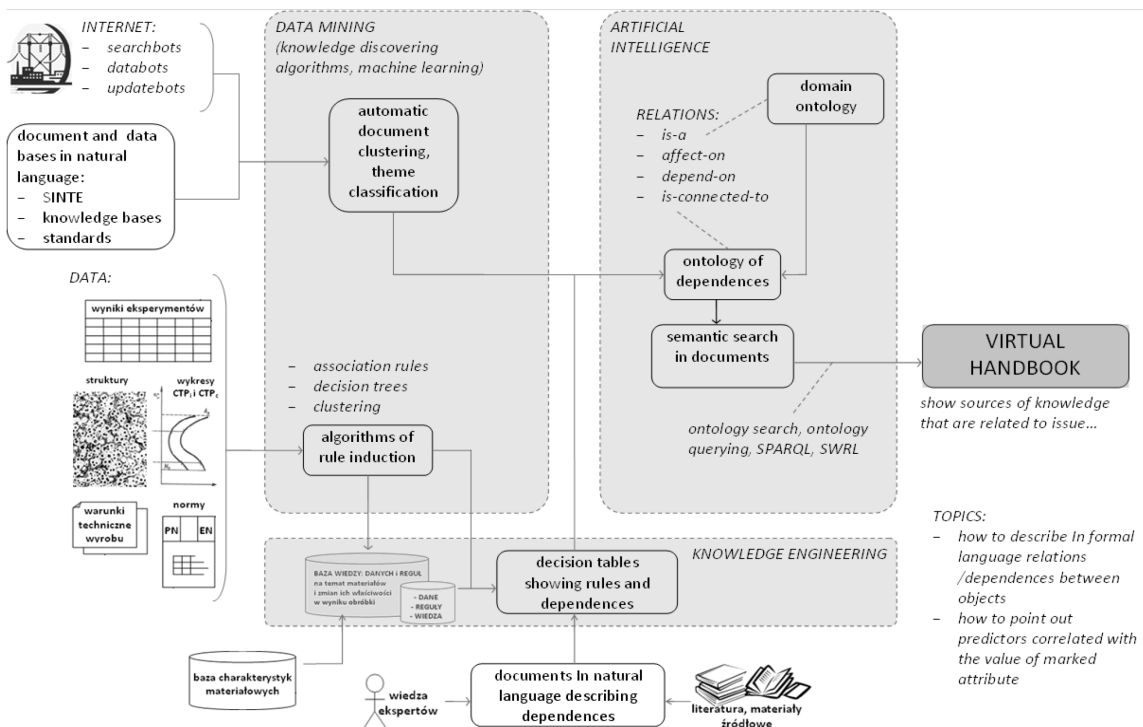 INTERNET:
– searchbots
– databots
– updatebots
document and data
bases in natural
language:
- SINTE
- knowledge bases
- standards
DATA:
wyniki eksperymentów
struktury
wykresy
CTPi i CTPc
warunki
techniczne
wyrobu
normy
PN
EN
DATA MINING
(knowledge discovering
algorithms, machine learning)
automatic
document
clustering,
theme
classification
– association rules
– decision trees
– clustering
algorithms of
rule induction
ARTIFICIAL
INTELLIGENCE
domain
ontology
RELATIONS:
– is-a
– affect-on
– depend-on
– is-connected-to
ontology of
dependences
semantic search
in documents
ontology search, ontology
querying, SPARQL, SWRL
VIRTUAL
HANDBOOK
show sources of knowledge
that are related to issue...
KNOWLEDGE ENGINEERING
BAZA WIEDZY: DANYCH i REGUŁ
na temat materiałów
i zmian ich właściwości
w wyniku obróbki
- DANE
- REGUŁY
- WIEDZA
decision tables
showing rules and
dependences
baza charakterystyk
materiałowych
wiedza
ekspertów
documents In natural
language describing
dependences
literatura, materiały
źródłowe
TOPICS:
– how to describe In formal
language relations
/dependences between
objects
– how to point out
predictors correlated with
the value of marked
attribute